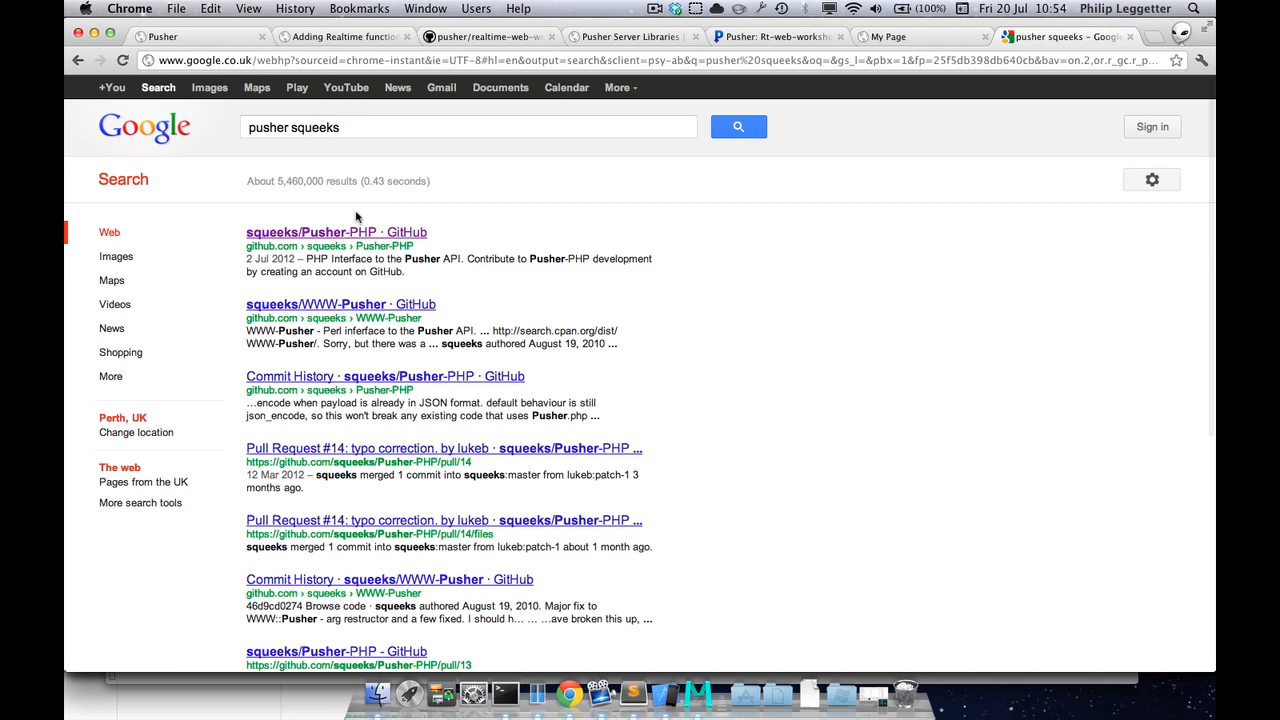 Chrome File Edit View History Bookmarks Window Users Help (100%) Fri 20 Jul 10:54 Philip Leggetter
Pusher Adding Realtime function pusher/realtime-web-w Pusher Server Libraries | Pusher: Rt-web-worksho My Page pusher squeeks – Google
www.google.co.uk/webhp?sourceid=chrome-instant&ie=UTF-8#hl=en&output=search&sclient=psy-ab&q=pusher%20squeeks&oq=&gs_l=&pbx=1&fp=25f5db398db640cb&bav=on.2,or.r_gc.r_p…
+You Search Images Maps Play YouTube News Gmail Documents Calendar More
Google pusher squeeks Sign in
Search About 5,460,000 results (0.43 seconds)
Web
Images
Maps
Videos
News
Shopping
More
Perth, UK
Change location
The web
Pages from the UK
More search tools
squeeks/Pusher-PHP · GitHub
github.com › squeeks › Pusher-PHP
2 Jul 2012 – PHP Interface to the Pusher API. Contribute to Pusher-PHP development
by creating an account on GitHub.
squeeks/WWW-Pusher · GitHub
github.com › squeeks › WWW-Pusher
WWW-Pusher - Perl inferface to the Pusher API. ... http://search.cpan.org/dist/
WWW-Pusher/. Sorry, but there was a ... squeeks authored August 19, 2010 ...
Commit History · squeeks/Pusher-PHP · GitHub
github.com › squeeks › Pusher-PHP
…encode when payload is already in JSON format. default behaviour is still
json_encode, so this won't break any existing code that uses Pusher.php ...
Pull Request #14: typo correction. by lukeb · squeeks/Pusher-PHP ...
https://github.com/squeeks/Pusher-PHP/pull/14
12 Mar 2012 – squeeks merged 1 commit into squeeks:master from lukeb:patch-1 3
months ago.
Pull Request #14: typo correction. by lukeb · squeeks/Pusher-PHP ...
https://github.com/squeeks/Pusher-PHP/pull/14/files
squeeks merged 1 commit into squeeks:master from lukeb:patch-1 about 1 month ago.
Commit History · squeeks/WWW-Pusher · GitHub
github.com › squeeks › WWW-Pusher
46d9cd0274 Browse code · squeeks authored August 19, 2010. Major fix to
WWW::Pusher - arg restructor and a few fixed. I should h… … …ave broken this up, ...
squeeks/Pusher-PHP - GitHub
https://github.com/squeeks/Pusher-PHP/pull/13